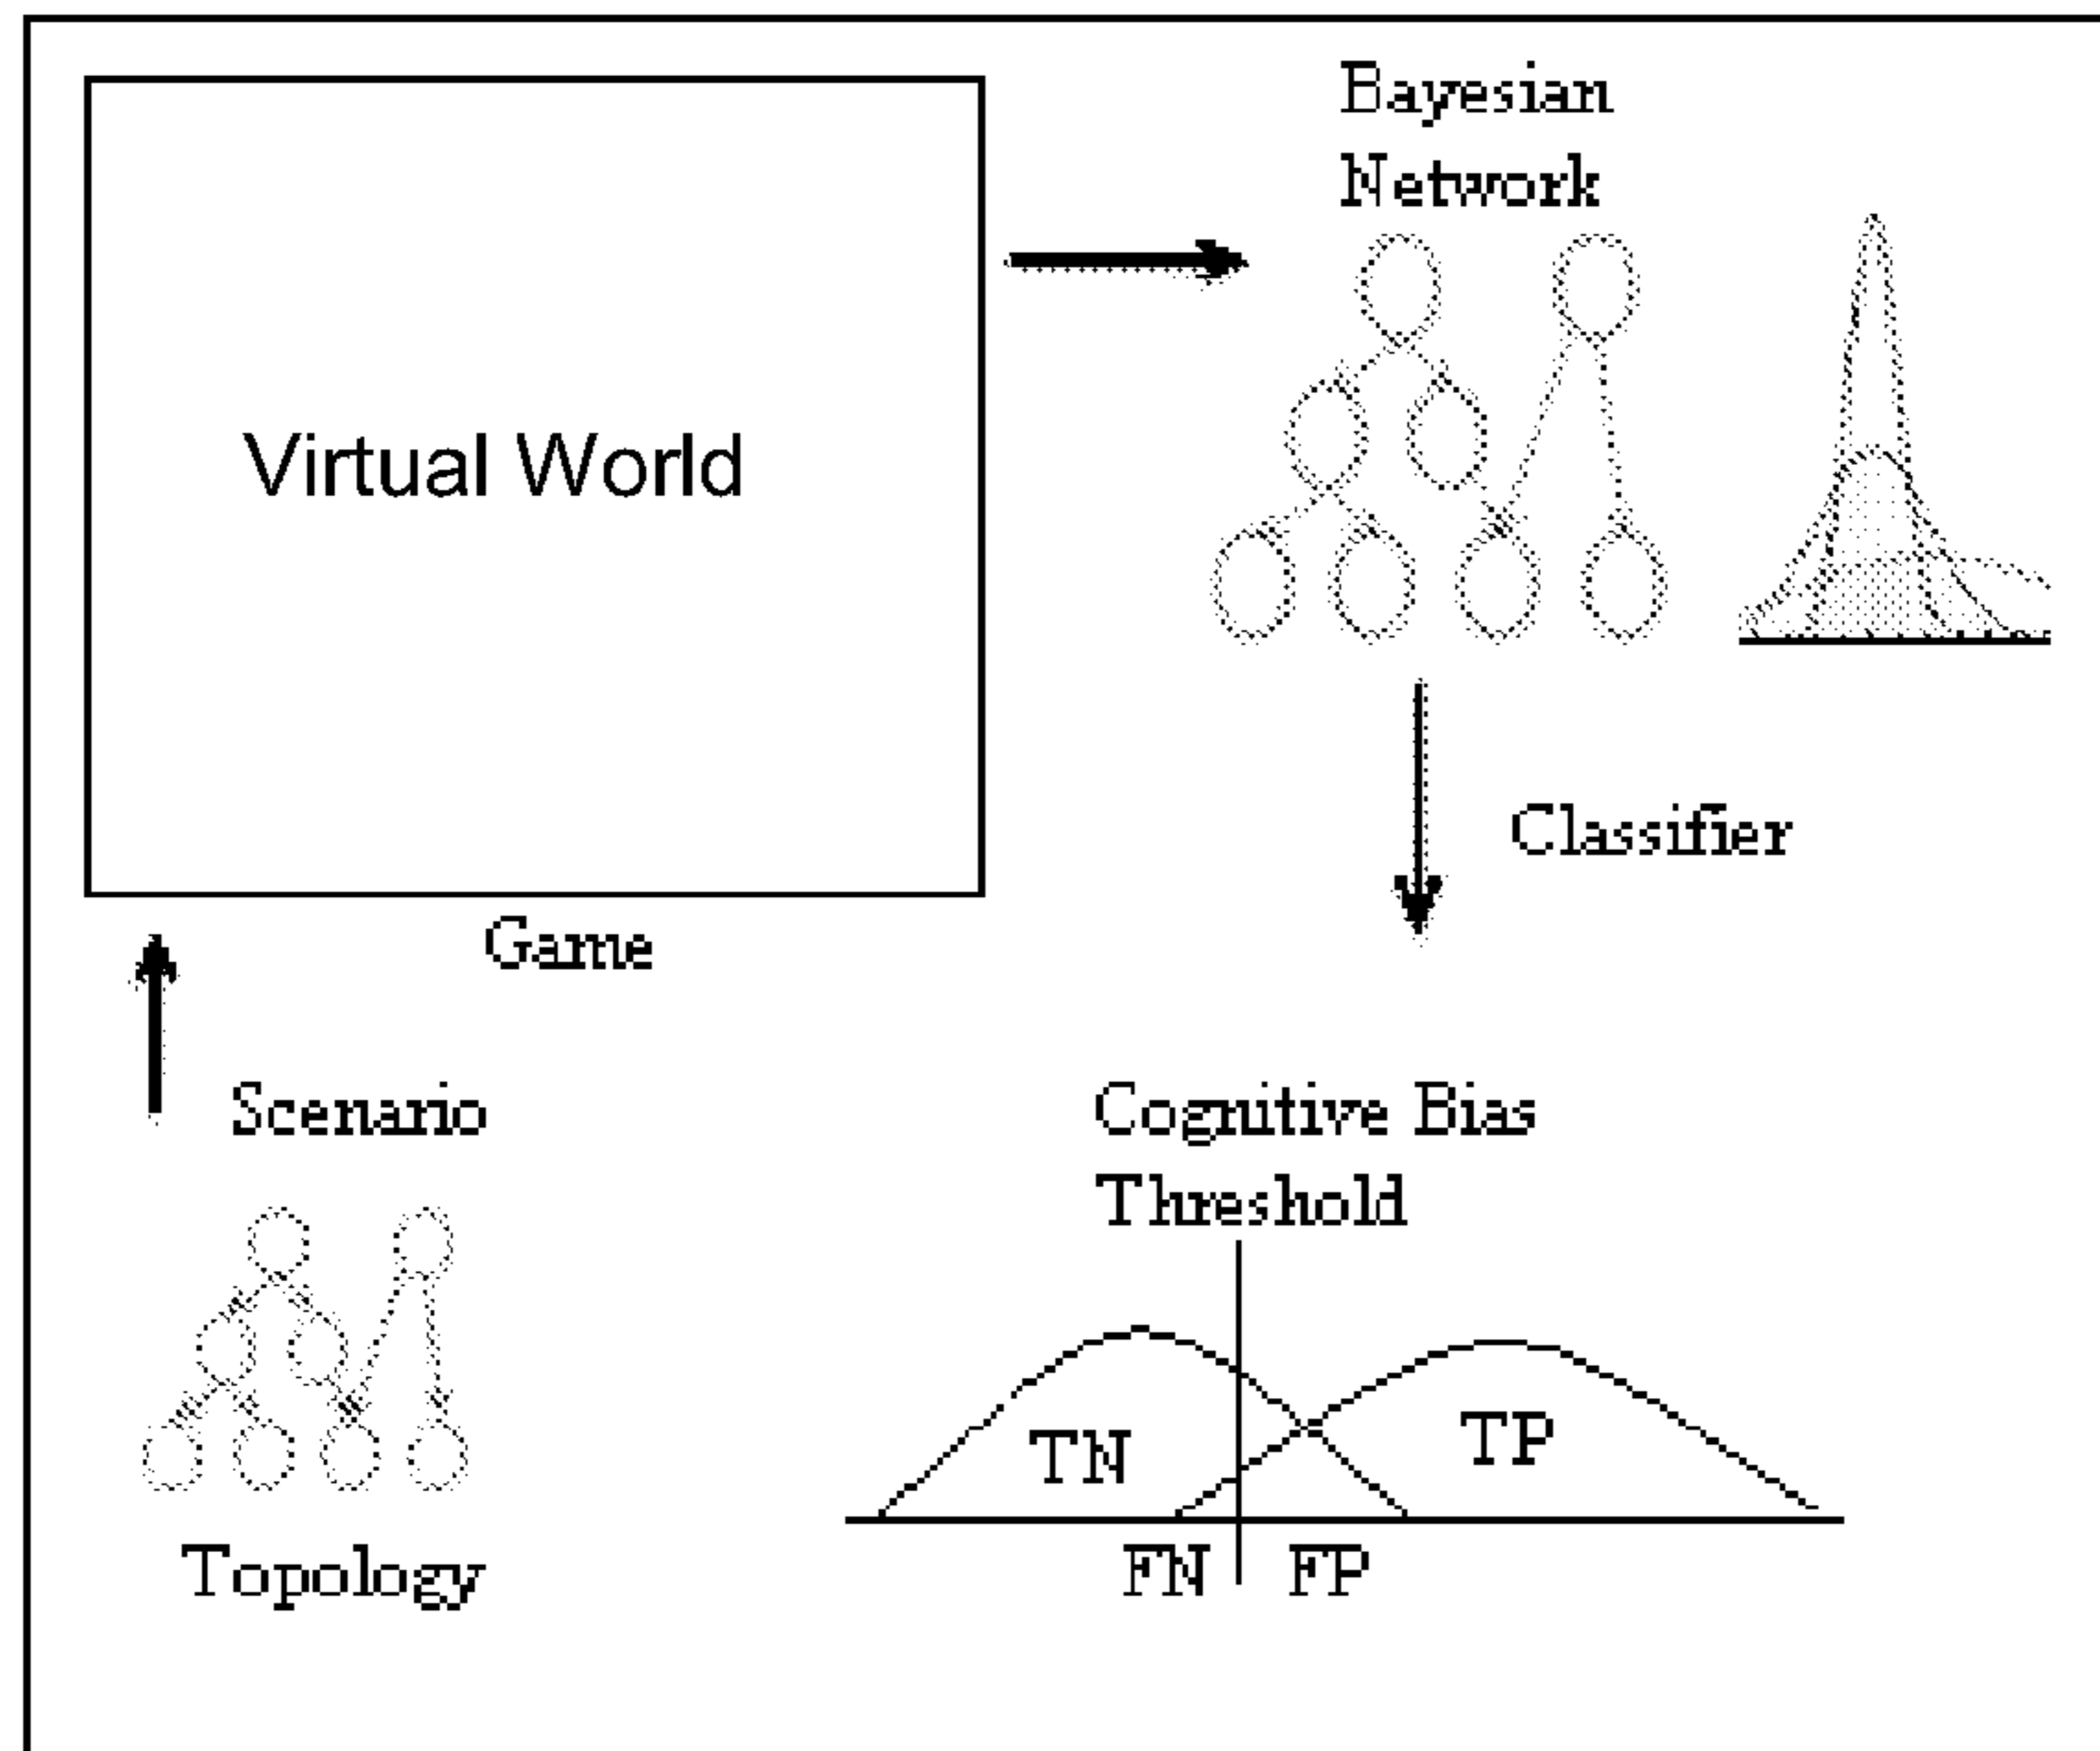 Bayesian
Network
Virtual World
Classifier
Game
Scenario
Cognitive Bias
Threshold
TN
TP
FN
FP
Topology